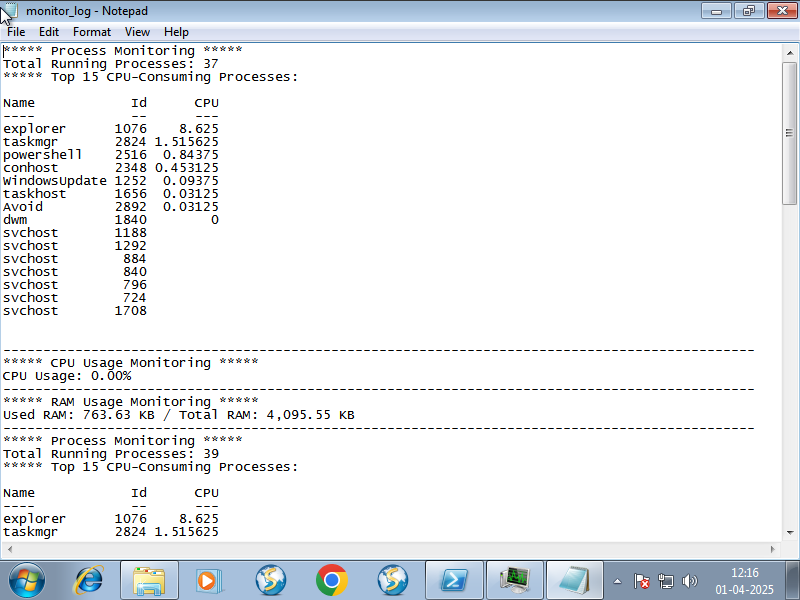 monitor_log - Notepad
File Edit Format View Help
***** Process Monitoring *****
Total Running Processes: 37
***** Top 15 CPU-Consuming Processes:
Name Id CPU
---- -- ---
explorer 1076 8.625
taskmgr 2824 1.515625
powershell 2516 0.84375
conhost 2348 0.453125
WindowsUpdate 1252 0.09375
taskhost 1656 0.03125
Avoid 2892 0.03125
dwm 1840 0
svchost 1188
svchost 1292
svchost 884
svchost 840
svchost 796
svchost 724
svchost 1708
----------------------------------------------------------------------------------------------
***** CPU Usage Monitoring *****
CPU Usage: 0.00%
----------------------------------------------------------------------------------------------
***** RAM Usage Monitoring *****
Used RAM: 763.63 KB / Total RAM: 4,095.55 KB
----------------------------------------------------------------------------------------------
***** Process Monitoring *****
Total Running Processes: 39
***** Top 15 CPU-Consuming Processes:
Name Id CPU
---- -- ---
explorer 1076 8.625
taskmgr 2824 1.515625
12:16
01-04-2025